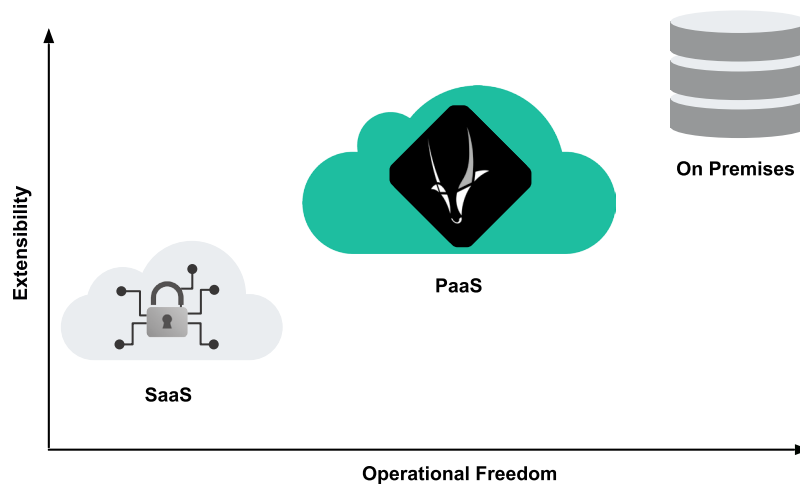 On Premises
Extensibility
PaaS
SaaS
Operational Freedom